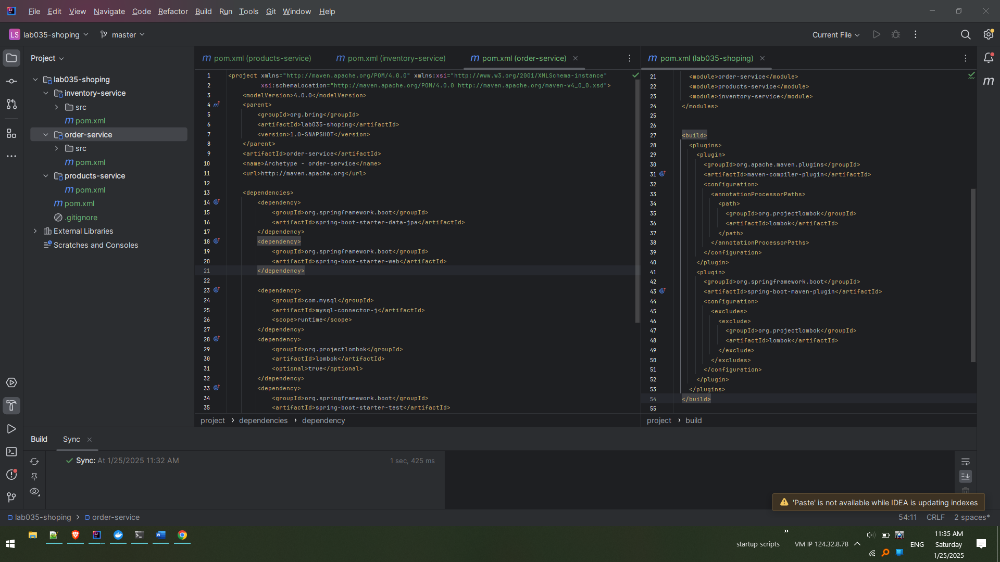 File Edit View Navigate Code Refactor Build Run Tools Git Window Help
LS lab035-shoping master Current File
Project
lab035-shoping
inventory-service
src
pom.xml
order-service
src
pom.xml
products-service
pom.xml
pom.xml
.gitignore
External Libraries
Scratches and Consoles
pom.xml (products-service) pom.xml (inventory-service) pom.xml (order-service)
1 <project xmlns="http://maven.apache.org/POM/4.0.0" xmlns:xsi="http://www.w3.org/2001/XMLSchema-instance"
2 xsi:schemaLocation="http://maven.apache.org/POM/4.0.0 http://maven.apache.org/maven-v4_0_0.xsd">
3 <modelVersion>4.0.0</modelVersion>
4 <parent>
5 <groupId>org.bring</groupId>
6 <artifactId>lab035-shoping</artifactId>
7 <version>1.0-SNAPSHOT</version>
8 </parent>
9 <artifactId>order-service</artifactId>
10 <name>Archetype - order-service</name>
11 <url>http://maven.apache.org</url>
12
13 <dependencies>
14 <dependency>
15 <groupId>org.springframework.boot</groupId>
16 <artifactId>spring-boot-starter-data-jpa</artifactId>
17 </dependency>
18 <dependency>
19 <groupId>org.springframework.boot</groupId>
20 <artifactId>spring-boot-starter-web</artifactId>
21 </dependency>
22
23 <dependency>
24 <groupId>com.mysql</groupId>
25 <artifactId>mysql-connector-j</artifactId>
26 <scope>runtime</scope>
27 </dependency>
28 <dependency>
29 <groupId>org.projectlombok</groupId>
30 <artifactId>lombok</artifactId>
31 <optional>true</optional>
32 </dependency>
33 <dependency>
34 <groupId>org.springframework.boot</groupId>
35 <artifactId>spring-boot-starter-test</artifactId>
project › dependencies › dependency
pom.xml (lab035-shoping)
21 <module>order-service</module>
22 <module>products-service</module>
23 <module>inventory-service</module>
24 </modules>
25
26
27 <build>
28 <plugins>
29 <plugin>
30 <groupId>org.apache.maven.plugins</groupId>
31 <artifactId>maven-compiler-plugin</artifactId>
32 <configuration>
33 <annotationProcessorPaths>
34 <path>
35 <groupId>org.projectlombok</groupId>
36 <artifactId>lombok</artifactId>
37 </path>
38 </annotationProcessorPaths>
39 </configuration>
40 </plugin>
41 <plugin>
42 <groupId>org.springframework.boot</groupId>
43 <artifactId>spring-boot-maven-plugin</artifactId>
44 <configuration>
45 <excludes>
46 <exclude>
47 <groupId>org.projectlombok</groupId>
48 <artifactId>lombok</artifactId>
49 </exclude>
50 </excludes>
51 </configuration>
52 </plugin>
53 </plugins>
54 </build>
55
project › build
Build Sync
Sync: At 1/25/2025 11:32 AM 1 sec, 425 ms
'Paste' is not available while IDEA is updating indexes
lab035-shoping › order-service 54:11 CRLF 2 spaces*
startup scripts VM IP 124.32.8.78 ENG
11:35 AM
Saturday
1/25/2025